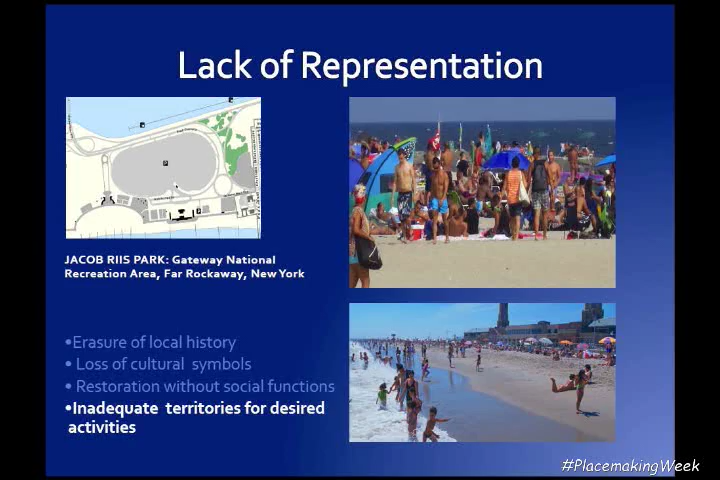 Lack of Representation
JACOB RIIS PARK: Gateway National
Recreation Area, Far Rockaway, New York
•Erasure of local history
• Loss of cultural symbols
• Restoration without social functions
•Inadequate territories for desired
activities
#PlacemakingWeek